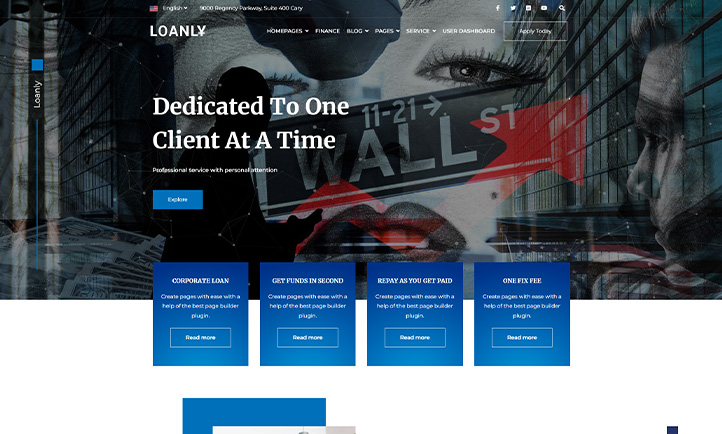 English
9000 Regency Parkway, Suite 400 Cary
LOANLY
HOMEPAGES
FINANCE
BLOG
PAGES
SERVICE
USER DASHBOARD
Apply Today
Loanly
11-21
WALL ST
Dedicated To One
Client At A Time
Professional service with personal attention
Explore
CORPORATE LOAN
Create pages with ease with a
help of the best page builder
plugin.
Read more
GET FUNDS IN SECOND
Create pages with ease with a
help of the best page builder
plugin.
Read more
REPAY AS YOU GET PAID
Create pages with ease with a
help of the best page builder
plugin.
Read more
ONE FIX FEE
Create pages with ease with a
help of the best page builder
plugin.
Read more